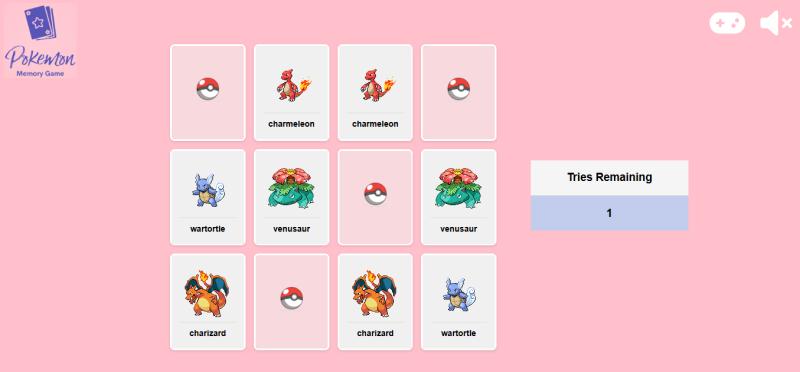 Pokemon
Memory Game
charmeleon
charmeleon
wartortle
venusaur
venusaur
charizard
charizard
wartortle
Tries Remaining
1